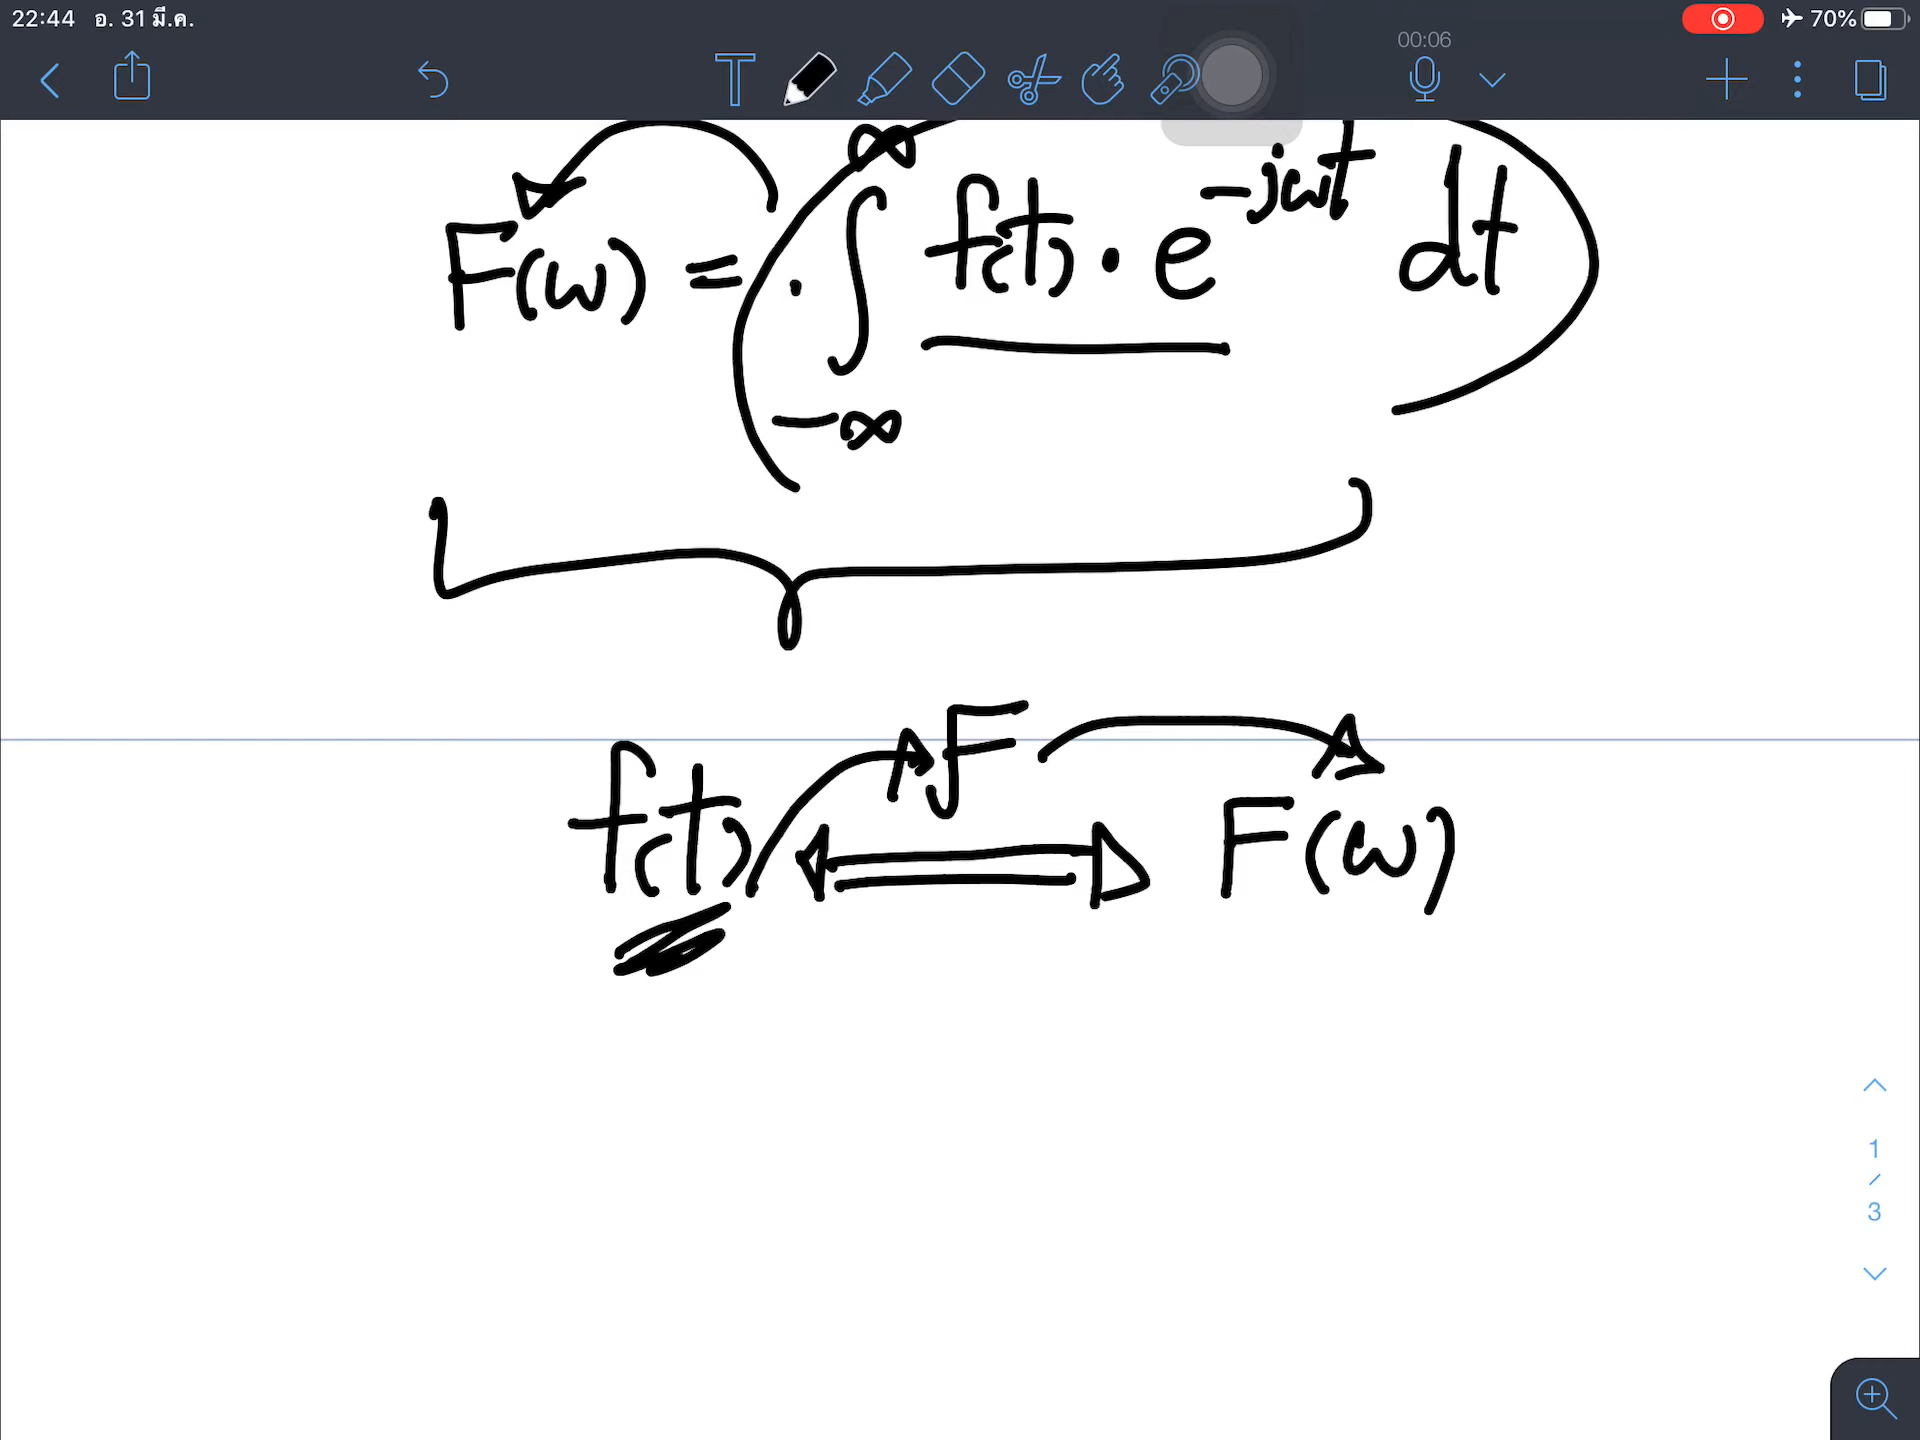 22:44 อ. 31 มี.ค. 70%
00:06
T
F(ω) = ∫ f(t) · e^{-jωt} dt
∞
-∞
F
f(t) ⟺ F(ω)
1
/
3